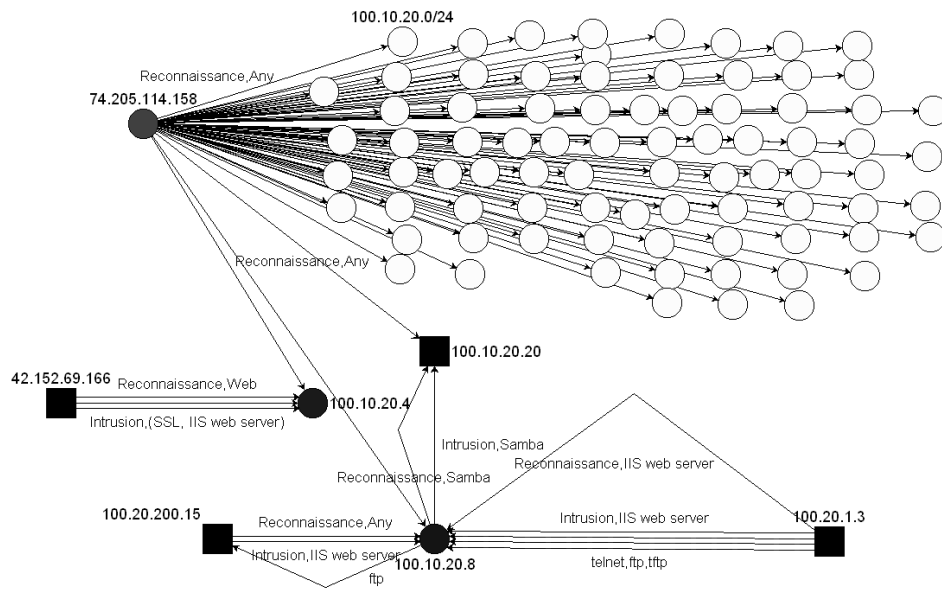 100.10.20.0/24
Reconnaissance,Any
74.205.114.158
Reconnaissance,Any
100.10.20.20
42.152.69.166
Reconnaissance,Web
100.10.20.4
Intrusion,(SSL, IIS web server)
Intrusion,Samba
Reconnaissance,IIS web server
Reconnaissance,Samba
100.20.200.15
Reconnaissance,Any
Intrusion,IIS web server
100.20.1.3
Intrusion,IIS web server
100.10.20.8
telnet,ftp,tftp
ftp